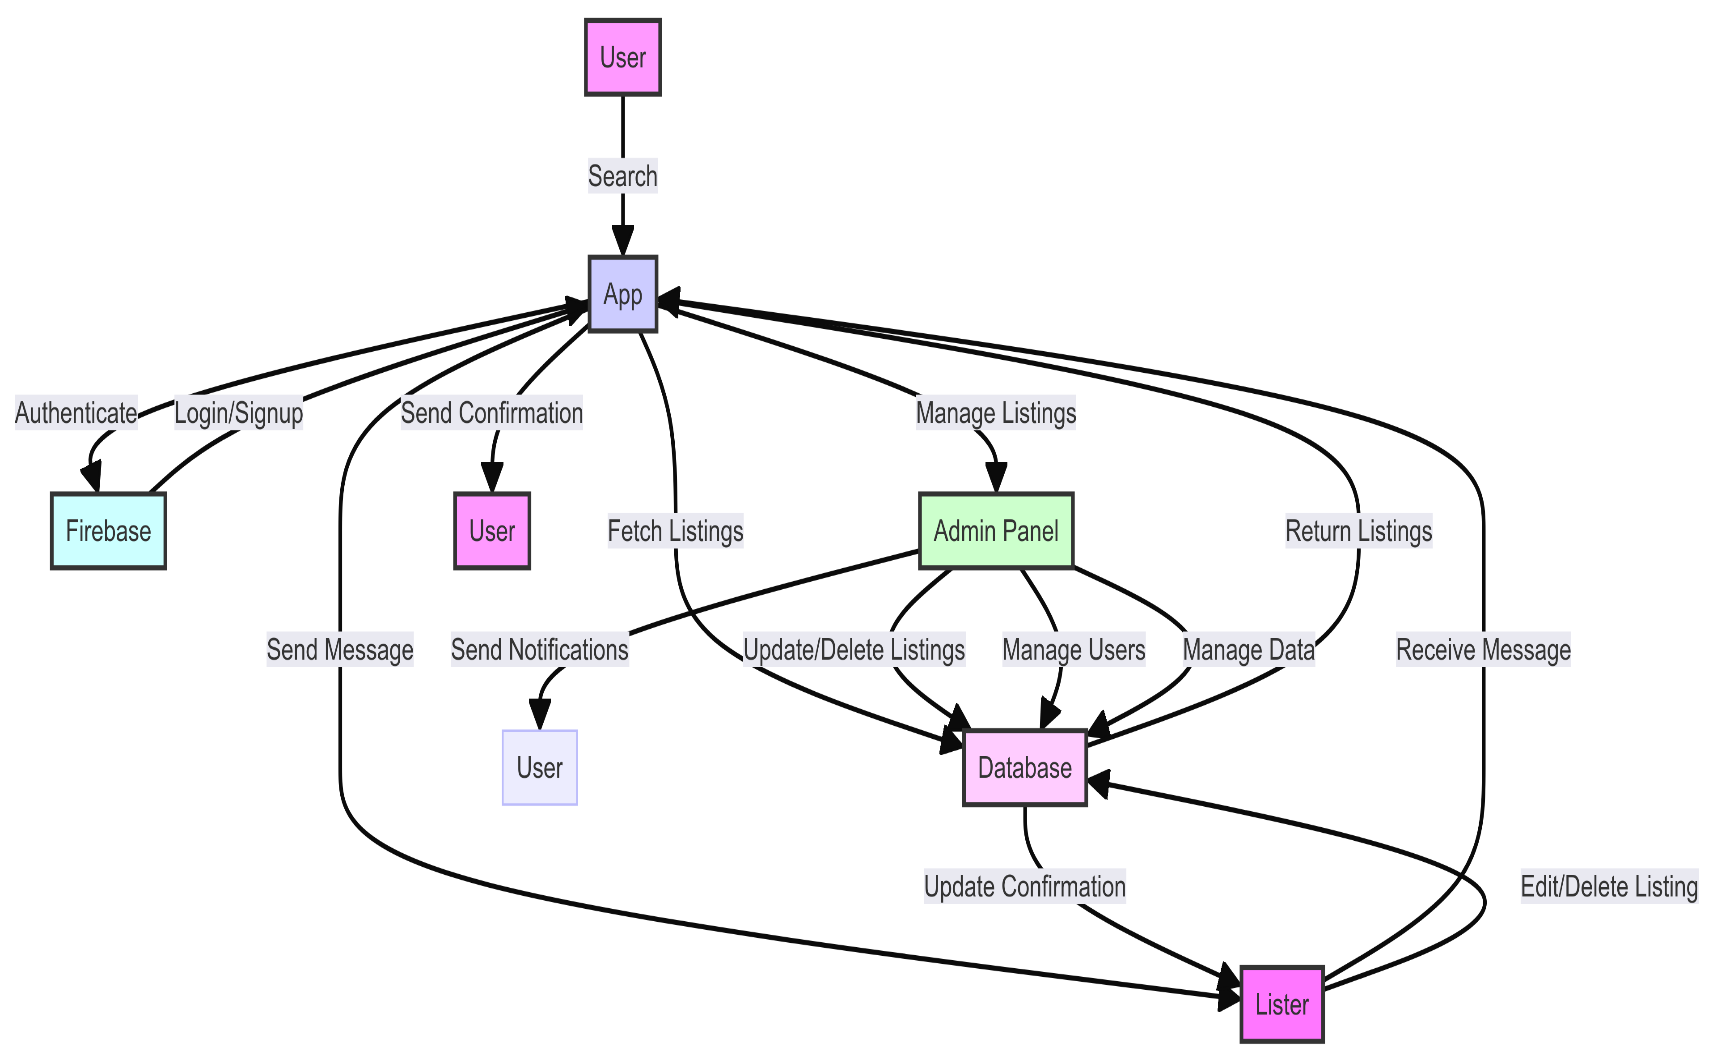 User
Search
App
Authenticate
Login/Signup
Send Confirmation
Manage Listings
Firebase
User
Fetch Listings
Admin Panel
Return Listings
Send Message
Send Notifications
Update/Delete Listings
Manage Users
Manage Data
Receive Message
User
Database
Update Confirmation
Edit/Delete Listing
Lister